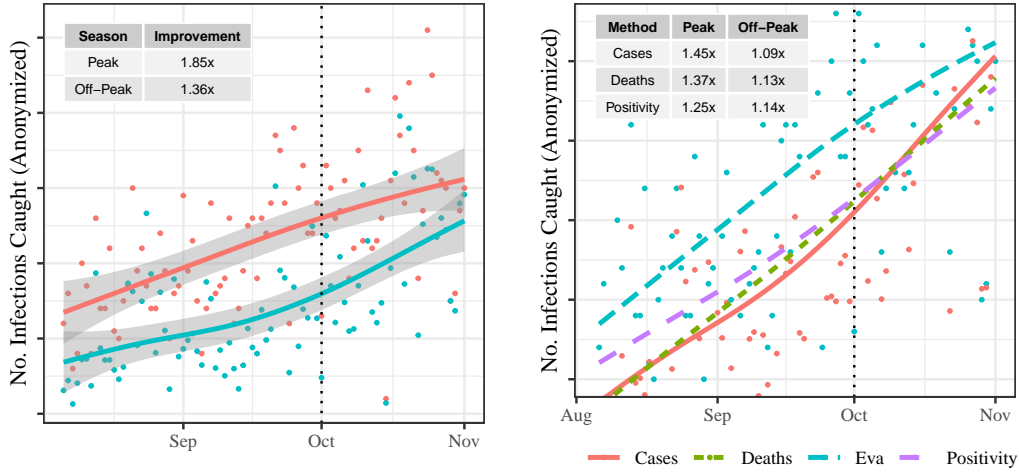 No. Infections Caught (Anonymized)
Season Improvement
Peak 1.85x
Off−Peak 1.36x
Sep Oct Nov
No. Infections Caught (Anonymized)
Method Peak Off−Peak
Cases 1.45x 1.09x
Deaths 1.37x 1.13x
Positivity 1.25x 1.14x
Aug Sep Oct Nov
Cases Deaths Eva Positivity